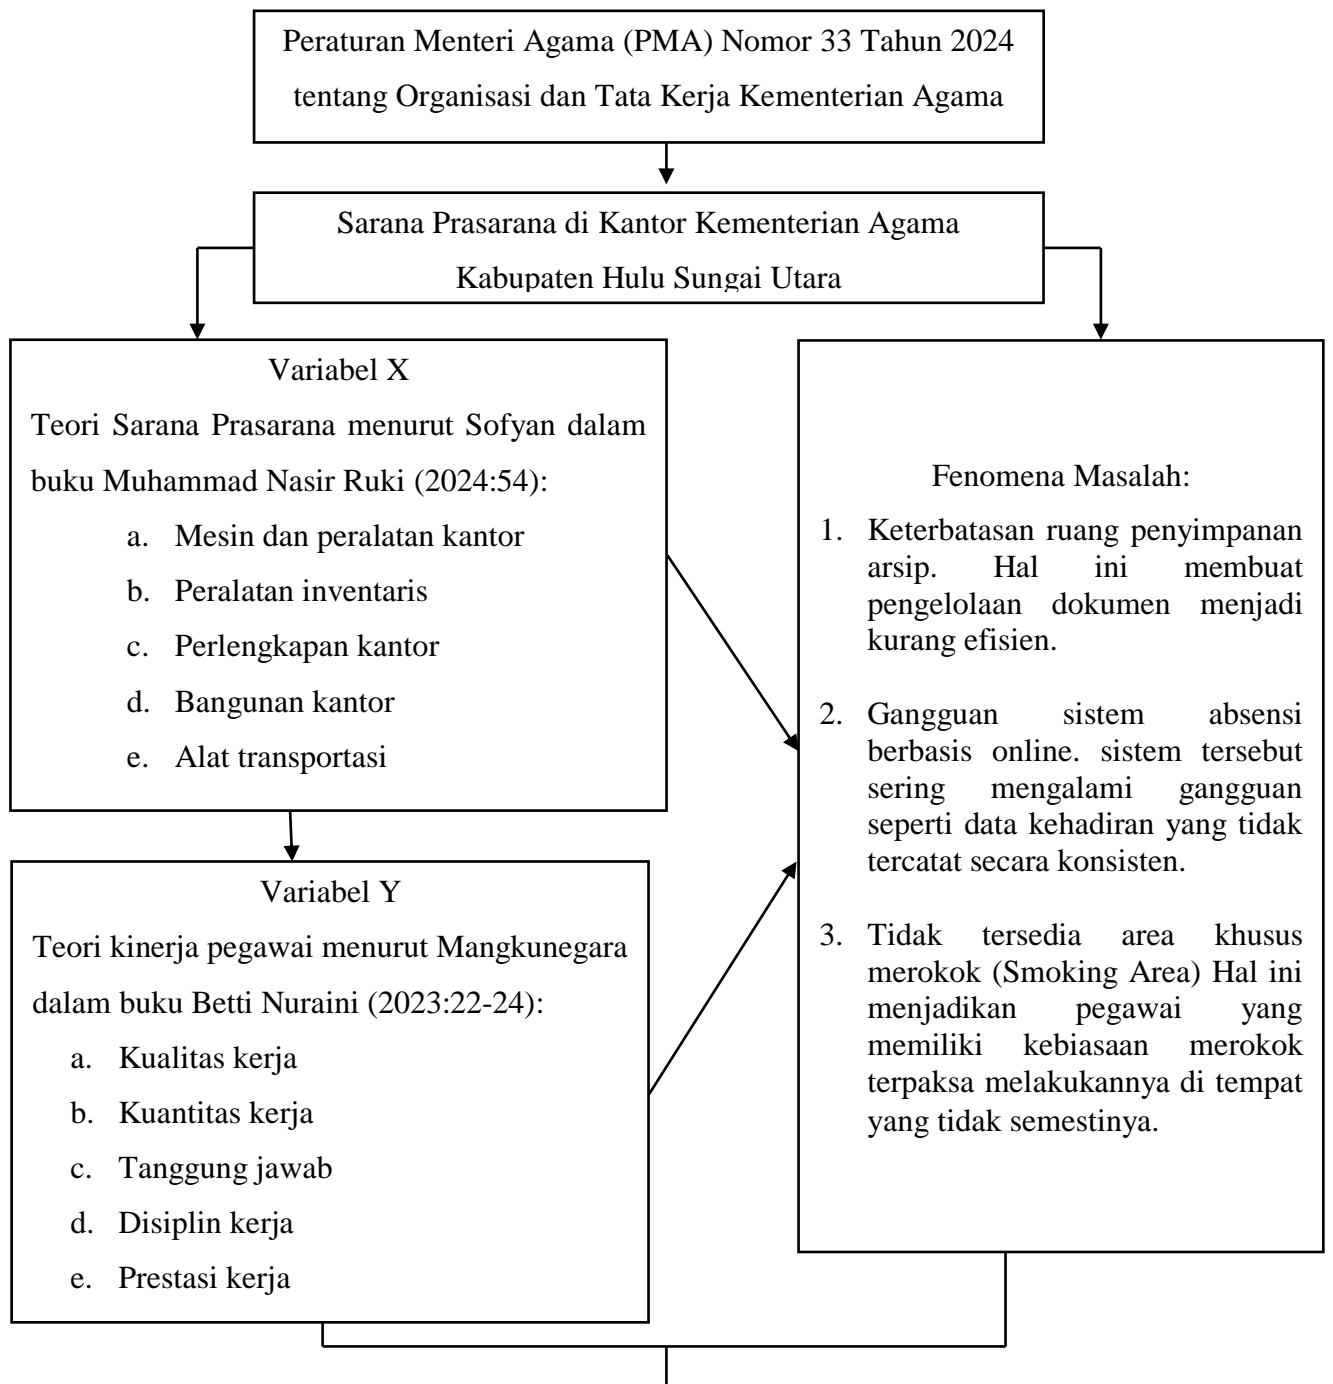 Peraturan Menteri Agama (PMA) Nomor 33 Tahun 2024
tentang Organisasi dan Tata Kerja Kementerian Agama
Sarana Prasarana di Kantor Kementerian Agama
Kabupaten Hulu Sungai Utara
Variabel X
Teori Sarana Prasarana menurut Sofyan dalam
buku Muhammad Nasir Ruki (2024:54):
a. Mesin dan peralatan kantor
b. Peralatan inventaris
c. Perlengkapan kantor
d. Bangunan kantor
e. Alat transportasi
Variabel Y
Teori kinerja pegawai menurut Mangkunegara
dalam buku Betti Nuraini (2023:22-24):
a. Kualitas kerja
b. Kuantitas kerja
c. Tanggung jawab
d. Disiplin kerja
e. Prestasi kerja
Fenomena Masalah:
1. Keterbatasan ruang penyimpanan
arsip. Hal ini membuat
pengelolaan dokumen menjadi
kurang efisien.
2. Gangguan sistem absensi
berbasis online. sistem tersebut
sering mengalami gangguan
seperti data kehadiran yang tidak
tercatat secara konsisten.
3. Tidak tersedia area khusus
merokok (Smoking Area) Hal ini
menjadikan pegawai yang
memiliki kebiasaan merokok
terpaksa melakukannya di tempat
yang tidak semestinya.